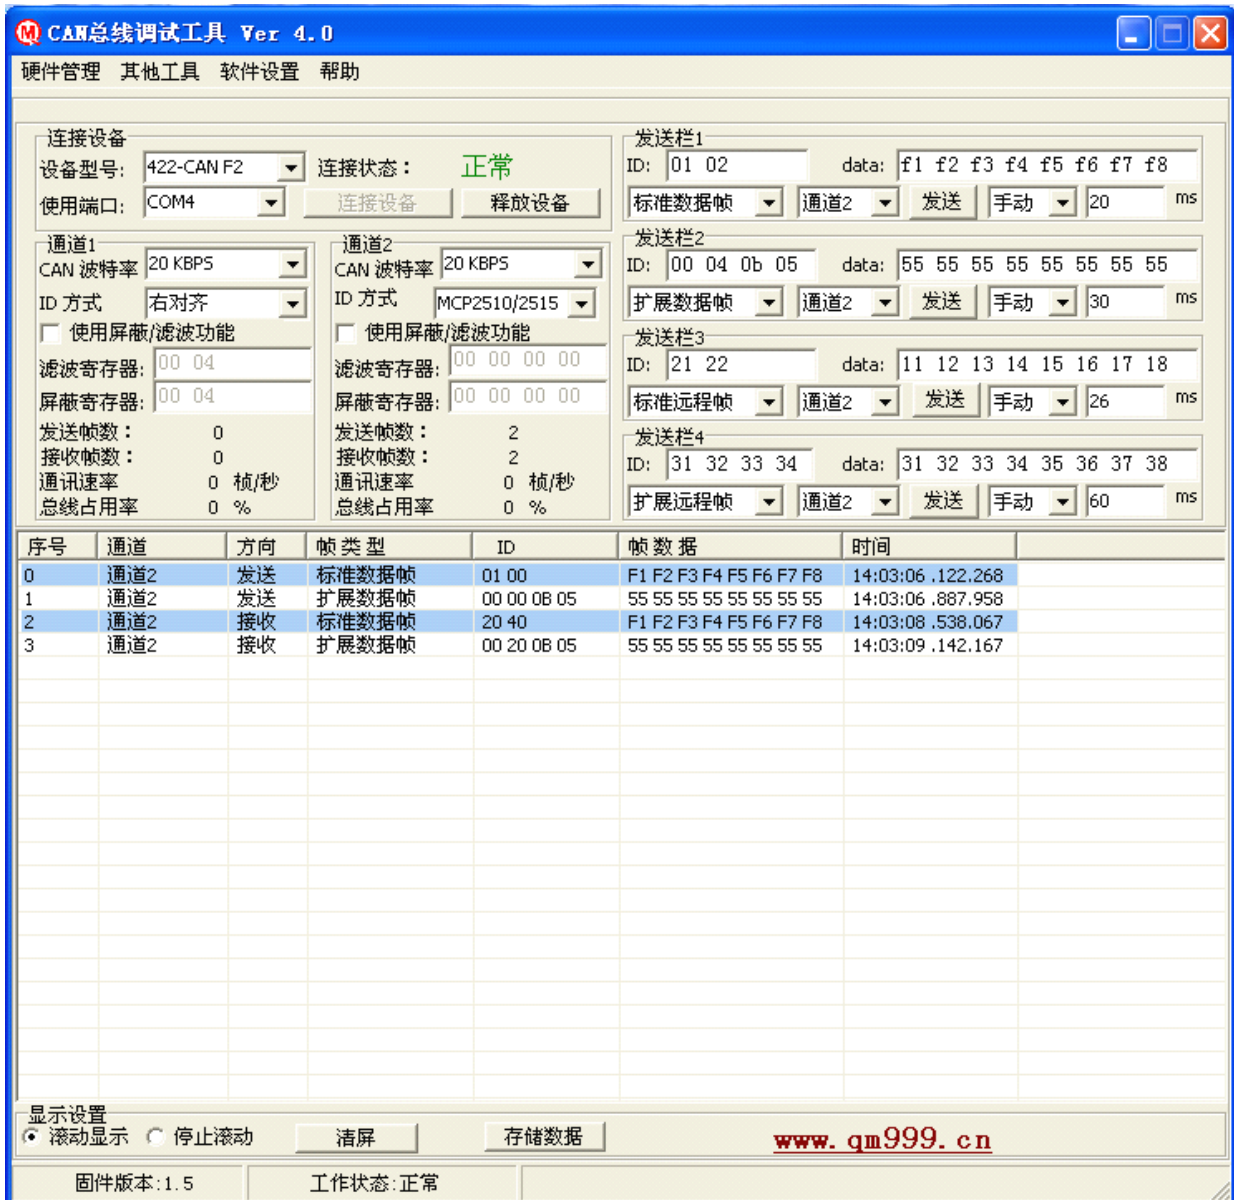 CAN总线调试工具 Ver 4.0
硬件管理 其他工具 软件设置 帮助
连接设备
设备型号: 422-CAN F2 连接状态： 正常
使用端口: COM4 连接设备 释放设备
通道1
CAN 波特率 20 KBPS
ID 方式 右对齐
使用屏蔽/滤波功能
滤波寄存器: 00 04
屏蔽寄存器: 00 04
发送帧数： 0
接收帧数： 0
通讯速率 0 桢/秒
总线占用率 0 %
通道2
CAN 波特率 20 KBPS
ID 方式 MCP2510/2515
使用屏蔽/滤波功能
滤波寄存器: 00 00 00 00
屏蔽寄存器: 00 00 00 00
发送帧数： 2
接收帧数： 2
通讯速率 0 桢/秒
总线占用率 0 %
发送栏1
ID: 01 02 data: f1 f2 f3 f4 f5 f6 f7 f8
标准数据帧 通道2 发送 手动 20 ms
发送栏2
ID: 00 04 0b 05 data: 55 55 55 55 55 55 55 55
扩展数据帧 通道2 发送 手动 30 ms
发送栏3
ID: 21 22 data: 11 12 13 14 15 16 17 18
标准远程帧 通道2 发送 手动 26 ms
发送栏4
ID: 31 32 33 34 data: 31 32 33 34 35 36 37 38
扩展远程帧 通道2 发送 手动 60 ms
序号 通道 方向 帧类型 ID 帧数据 时间
0 通道2 发送 标准数据帧 01 00 F1 F2 F3 F4 F5 F6 F7 F8 14:03:06 .122.268
1 通道2 发送 扩展数据帧 00 00 0B 05 55 55 55 55 55 55 55 55 14:03:06 .887.958
2 通道2 接收 标准数据帧 20 40 F1 F2 F3 F4 F5 F6 F7 F8 14:03:08 .538.067
3 通道2 接收 扩展数据帧 00 20 0B 05 55 55 55 55 55 55 55 55 14:03:09 .142.167
显示设置
滚动显示 停止滚动 清屏 存储数据 www.qm999.cn
固件版本:1.5 工作状态:正常